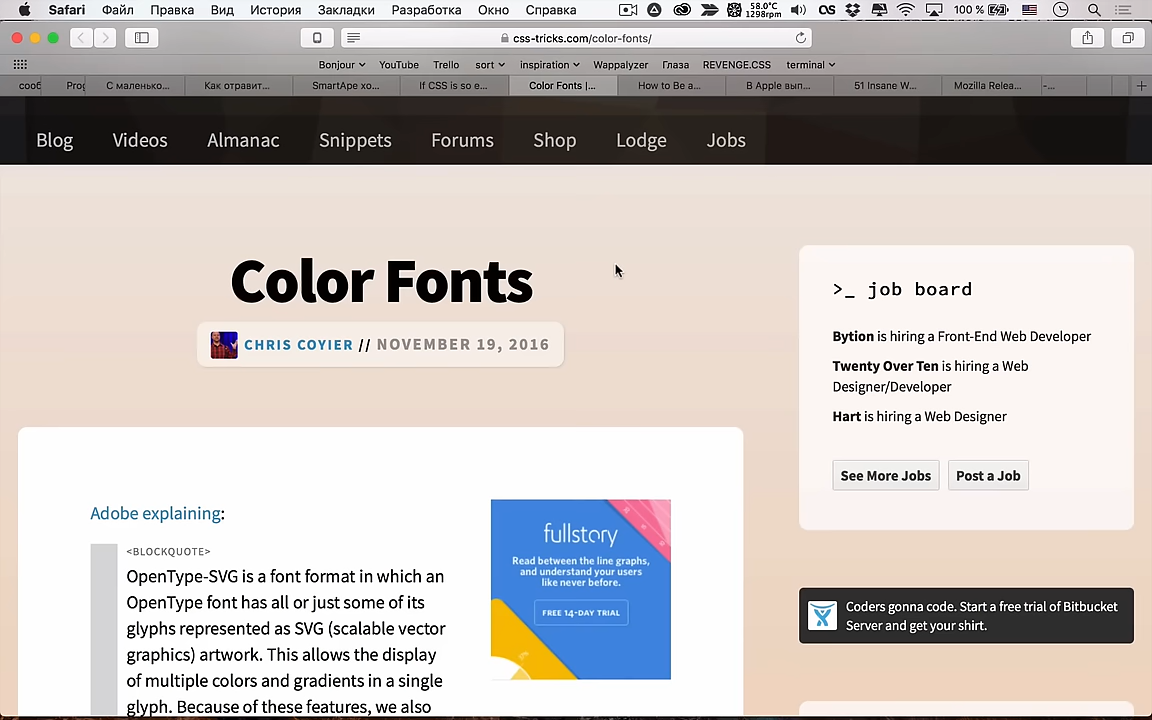 Safari Файл Правка Вид История Закладки Разработка Окно Справка 58.0°C 1298rpm 100 %
css-tricks.com/color-fonts/
Bonjour YouTube Trello sort inspiration Wappalyzer Глаза REVENGE.CSS terminal
сооб Prog С маленько... Как отравит... SmartApe хо... If CSS is so e... Color Fonts |... How to Be a... В Apple вып... 51 Insane W... Mozilla Relea... -...
Blog Videos Almanac Snippets Forums Shop Lodge Jobs
Color Fonts
CHRIS COYIER // NOVEMBER 19, 2016
Adobe explaining:
<BLOCKQUOTE>
OpenType-SVG is a font format in which an
OpenType font has all or just some of its
glyphs represented as SVG (scalable vector
graphics) artwork. This allows the display
of multiple colors and gradients in a single
glyph. Because of these features, we also
fullstory
Read between the line graphs,
and understand your users
like never before.
FREE 14-DAY TRIAL
>_ job board
Bytion is hiring a Front-End Web Developer
Twenty Over Ten is hiring a Web
Designer/Developer
Hart is hiring a Web Designer
See More Jobs Post a Job
Coders gonna code. Start a free trial of Bitbucket
Server and get your shirt.